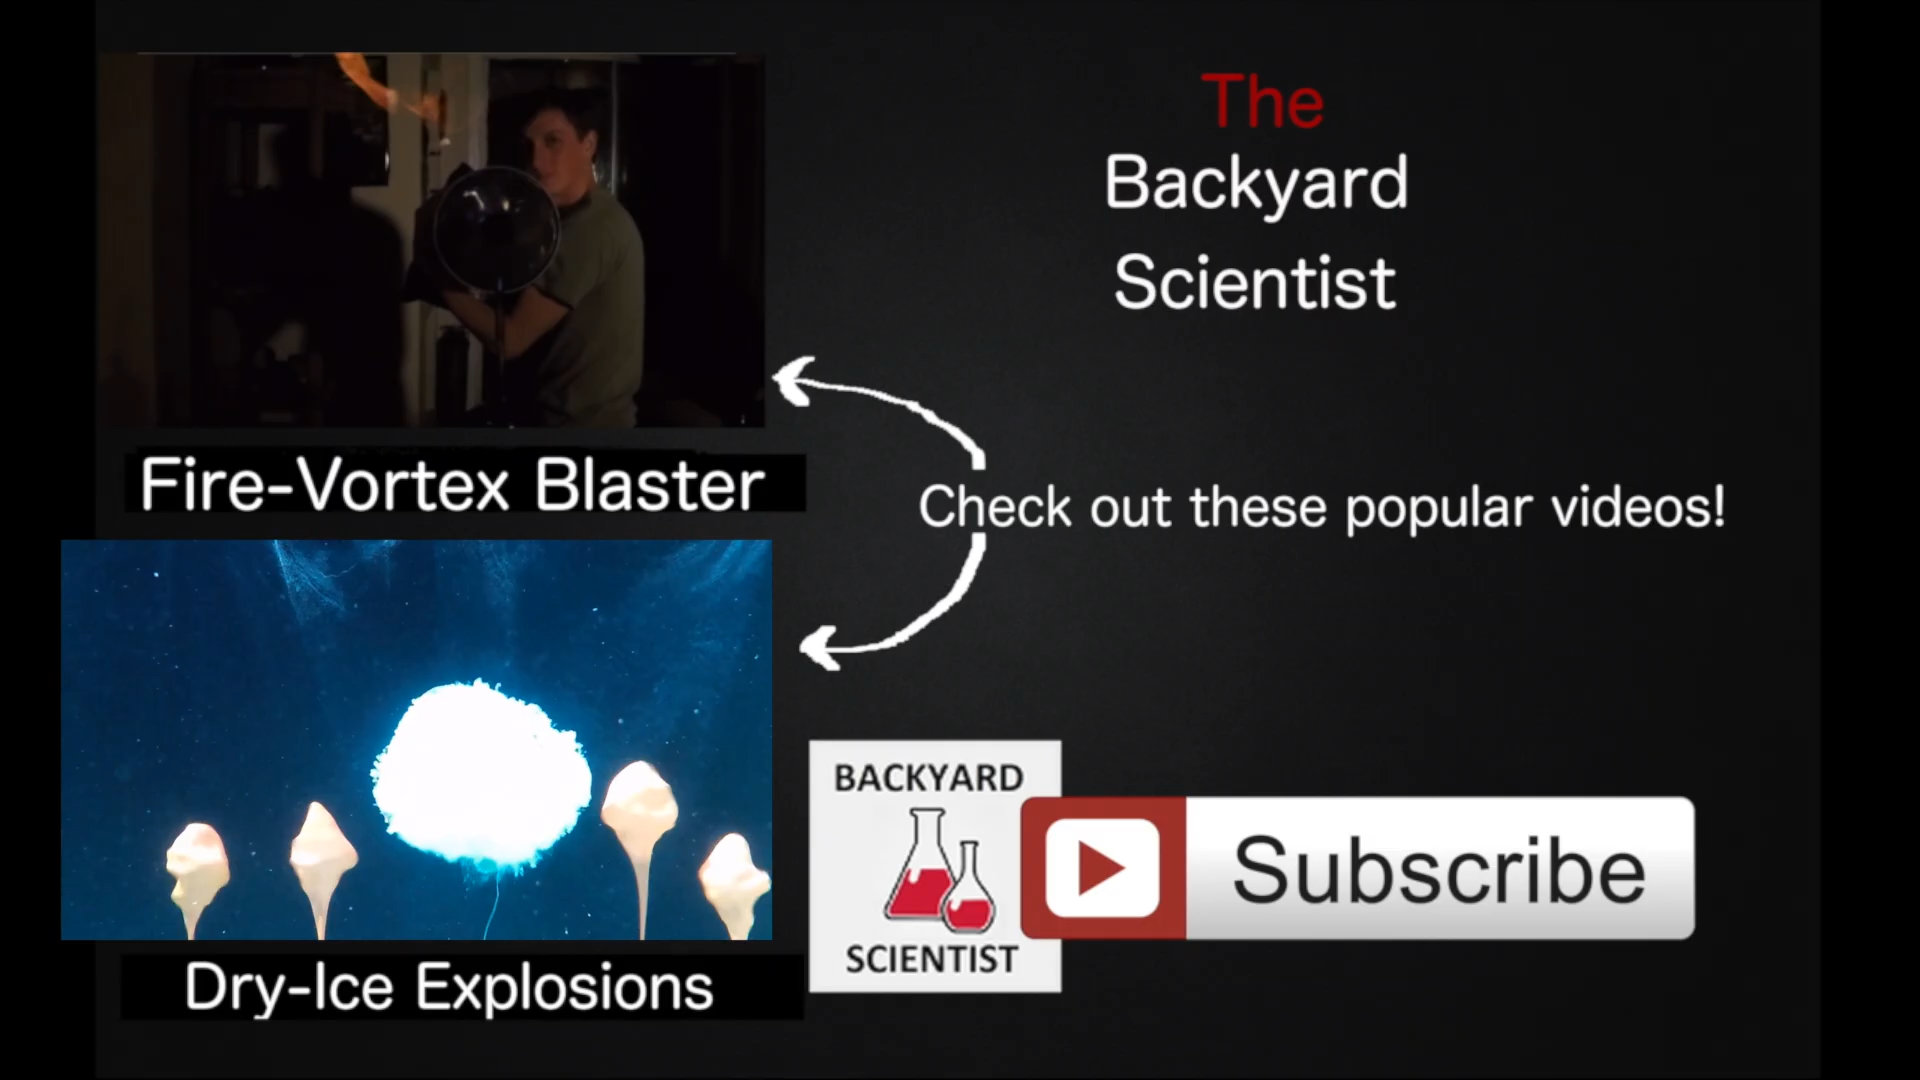 The
Backyard
Scientist
Fire-Vortex Blaster
Check out these popular videos!
Dry-Ice Explosions
BACKYARD
SCIENTIST
Subscribe